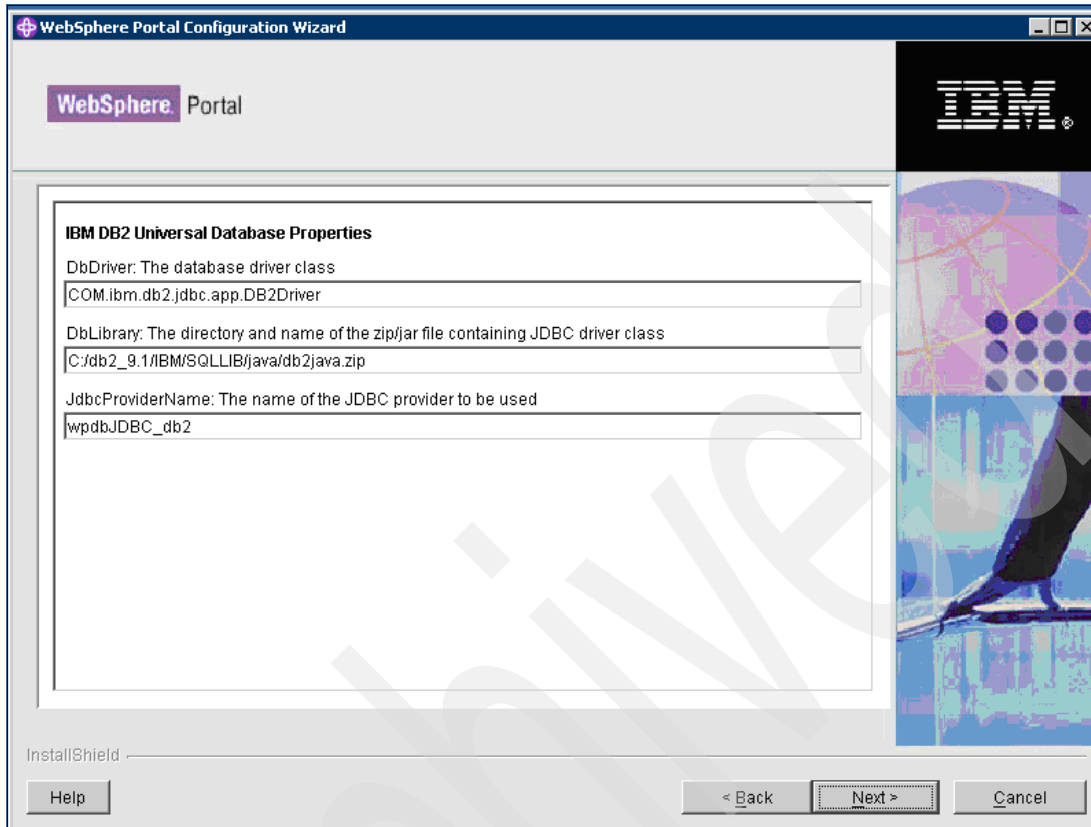 WebSphere Portal Configuration Wizard
WebSphere. Portal
IBM®
IBM DB2 Universal Database Properties
DbDriver: The database driver class
COM.ibm.db2.jdbc.app.DB2Driver
DbLibrary: The directory and name of the zip/jar file containing JDBC driver class
C:/db2_9.1/IBM/SQLLIB/java/db2java.zip
JdbcProviderName: The name of the JDBC provider to be used
wpdbJDBC_db2
InstallShield
Help
< Back
Next >
Cancel